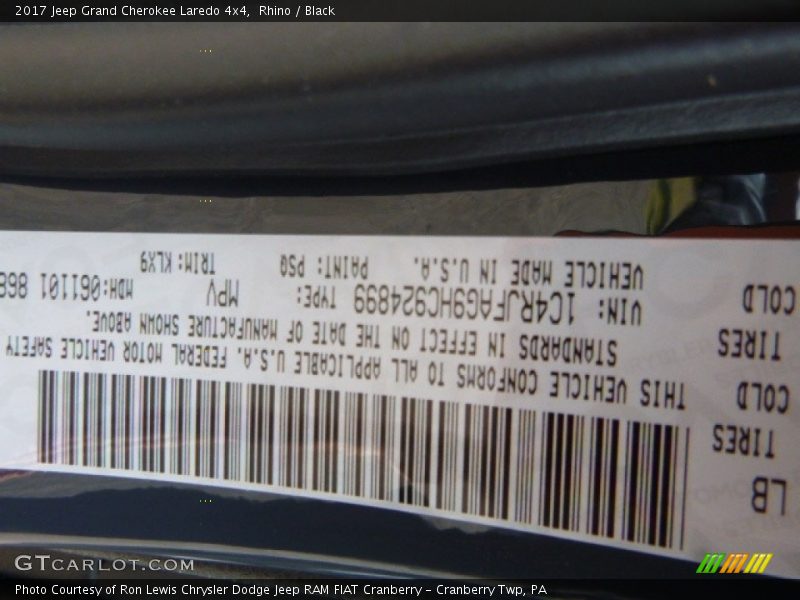 2017 Jeep Grand Cherokee Laredo 4x4, Rhino / Black
LB
TIRES
COLD
TIRES
COLD
THIS VEHICLE CONFORMS TO ALL APPLICABLE U.S.A. FEDERAL MOTOR VEHICLE SAFETY
STANDARDS IN EFFECT ON THE DATE OF MANUFACTURE SHOWN ABOVE.
VIN: 1C4RJFAG9HC924899 TYPE: MPV MDH: 061101 868
VEHICLE MADE IN U.S.A. PAINT: PSQ TRIM: KLX9
GTCARLOT.COM
Photo Courtesy of Ron Lewis Chrysler Dodge Jeep RAM FIAT Cranberry – Cranberry Twp, PA